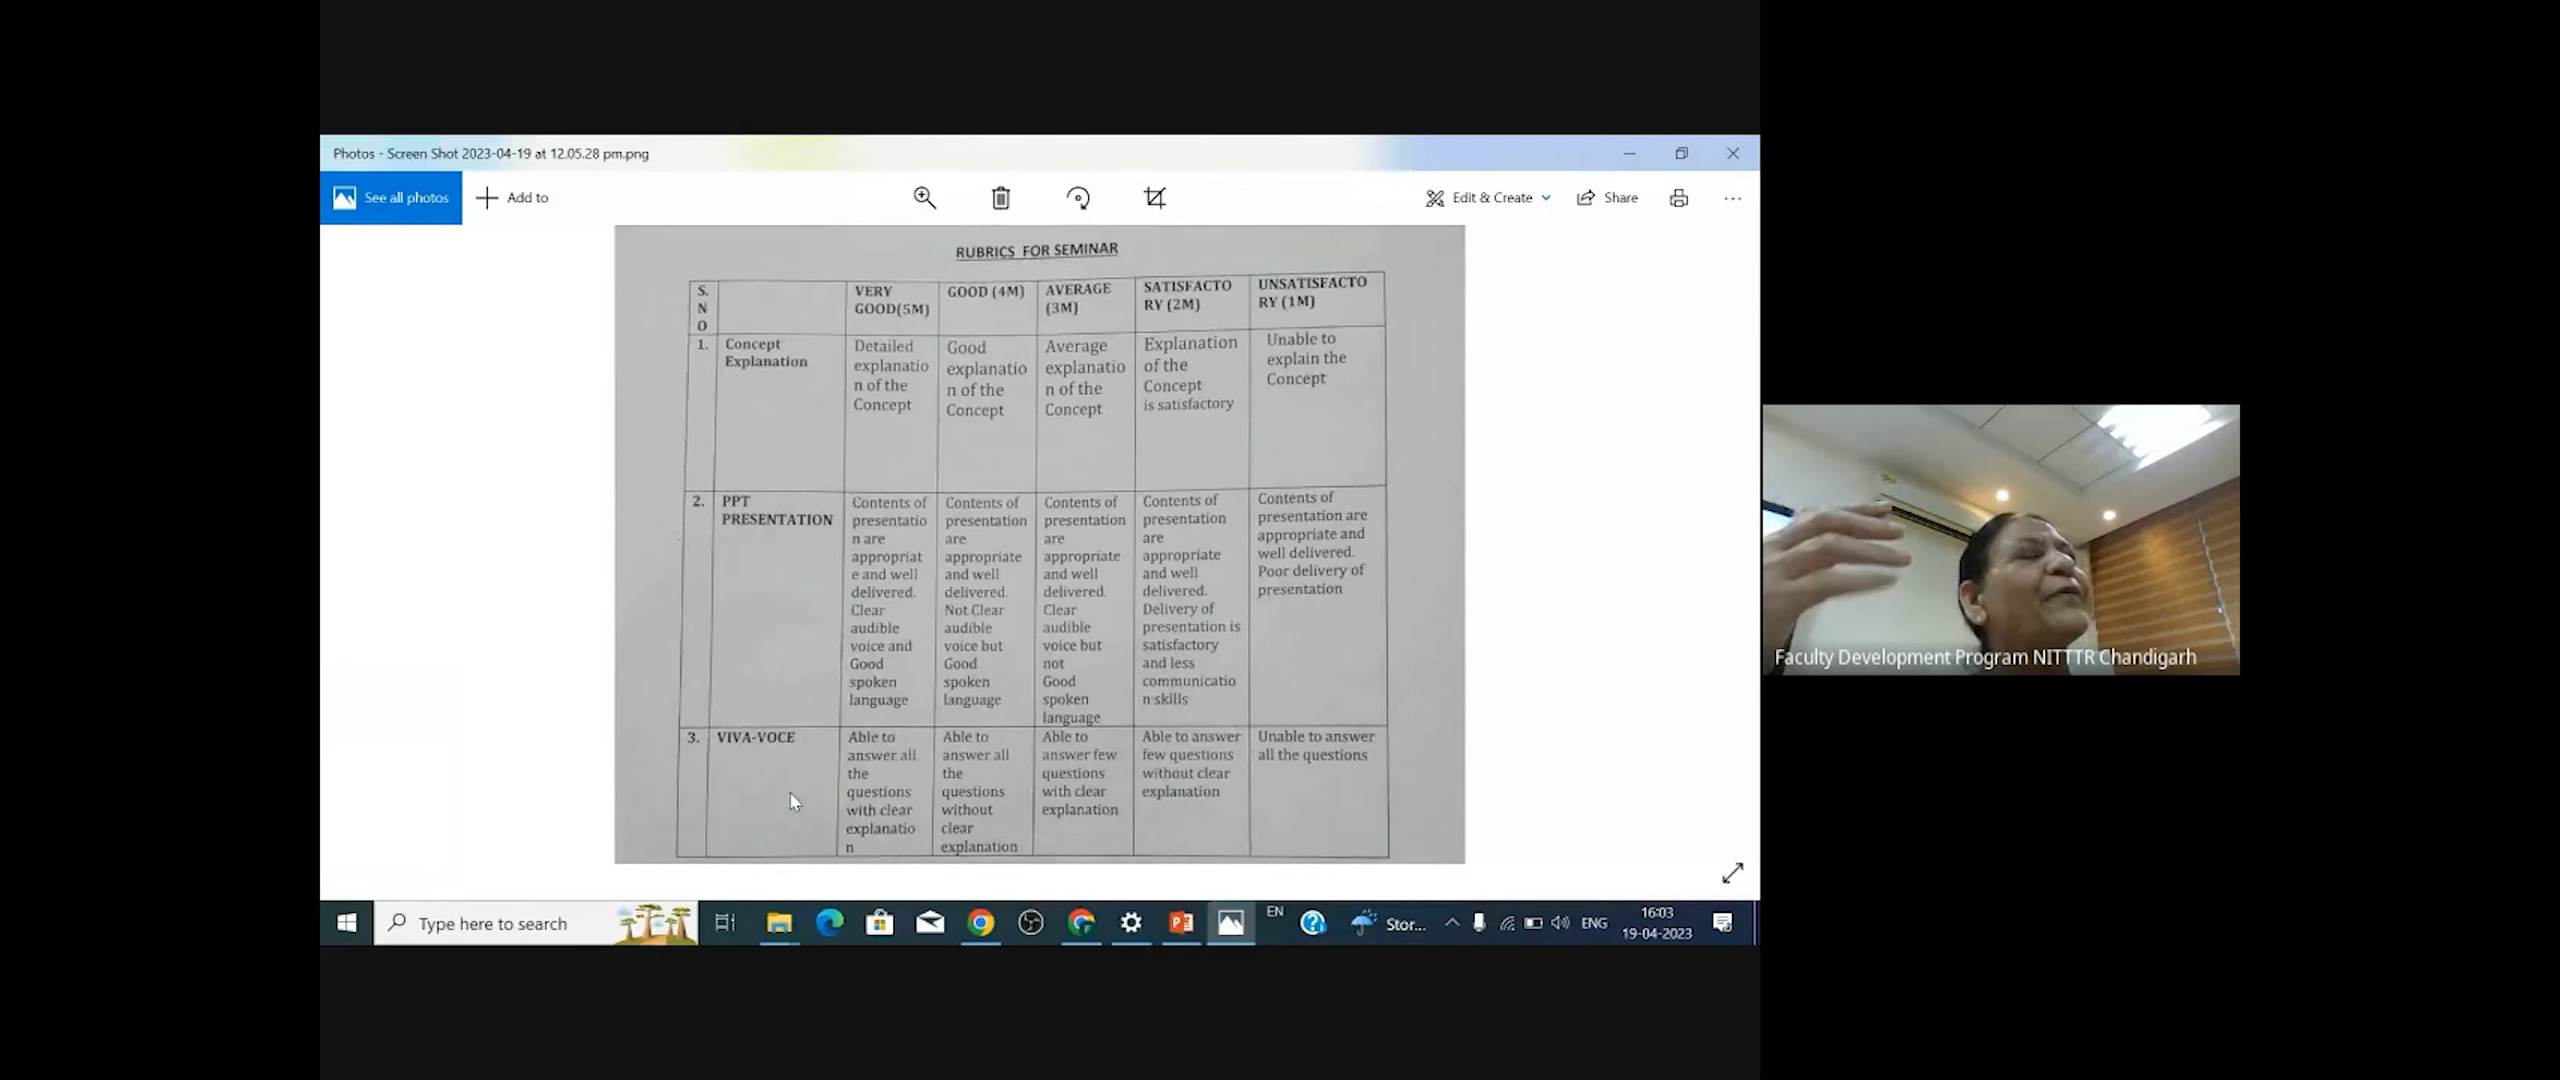 Photos - Screen Shot 2023-04-19 at 12.05.28 pm.png
See all photos
Add to
Edit & Create
Share
RUBRICS FOR SEMINAR
S.
N
O
VERY
GOOD(5M)
GOOD (4M)
AVERAGE
(3M)
SATISFACTO
RY (2M)
UNSATISFACTO
RY (1M)
1.
Concept
Explanation
Detailed
explanatio
n of the
Concept
Good
explanatio
n of the
Concept
Average
explanatio
n of the
Concept
Explanation
of the
Concept
is satisfactory
Unable to
explain the
Concept
2.
PPT
PRESENTATION
Contents of
presentatio
n are
appropriat
e and well
delivered.
Clear
audible
voice and
Good
spoken
language
Contents of
presentation
are
appropriate
and well
delivered.
Not Clear
audible
voice but
Good
spoken
language
Contents of
presentation
are
appropriate
and well
delivered.
Clear
audible
voice but
not
Good
spoken
language
Contents of
presentation
are
appropriate
and well
delivered.
Delivery of
presentation is
satisfactory
and less
communicatio
n skills
Contents of
presentation are
appropriate and
well delivered.
Poor delivery of
presentation
3.
VIVA-VOCE
Able to
answer all
the
questions
with clear
explanatio
n
Able to
answer all
the
questions
without
clear
explanation
Able to
answer few
questions
with clear
explanation
Able to answer
few questions
without clear
explanation
Unable to answer
all the questions
Faculty Development Program NITTTR Chandigarh
Type here to search
EN
Stor...
ENG
16:03
19-04-2023